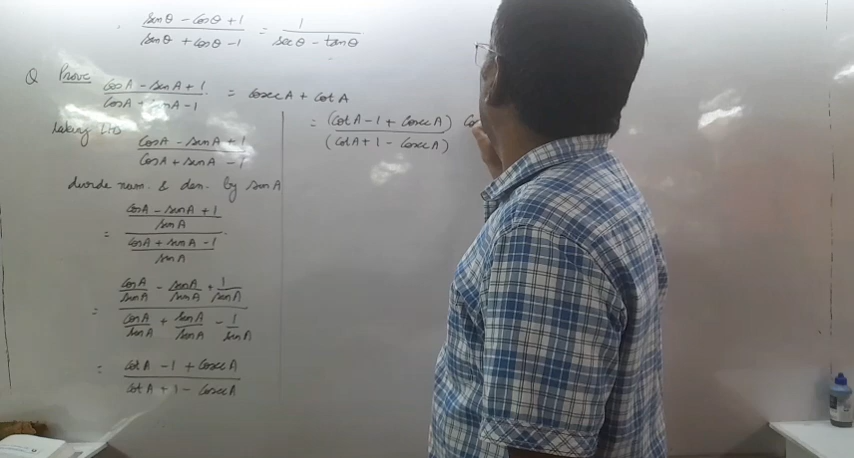 sinθ - cosθ + 1 / sinθ + cosθ - 1 = 1 / secθ - tanθ
Q Prove cosA - sinA + 1 / cosA + sinA - 1 = cosecA + cotA
taking LHS cosA - sinA + 1 / cosA + sinA - 1
divide num. & den. by sinA
= cosA - sinA + 1 / sinA / cosA + sinA - 1 / sinA
= cosA / sinA - sinA / sinA + 1 / sinA / cosA / sinA + sinA / sinA - 1 / sinA
= cotA - 1 + cosecA / cotA + 1 - cosecA
= (cotA - 1 + cosecA) / (cotA + 1 - cosecA)